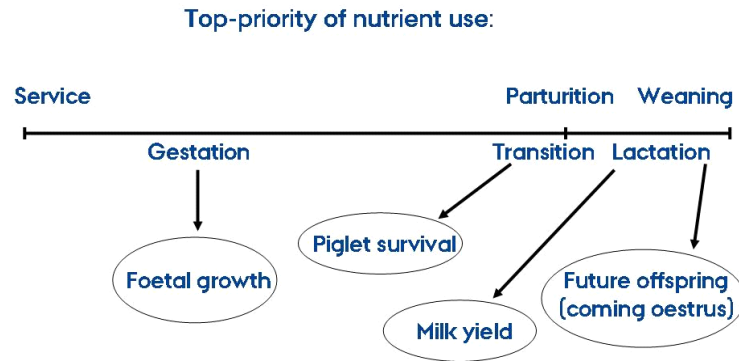 Top-priority of nutrient use:
Service
Parturition
Weaning
Gestation
Transition
Lactation
Piglet survival
Foetal growth
Future offspring
(coming oestrus)
Milk yield